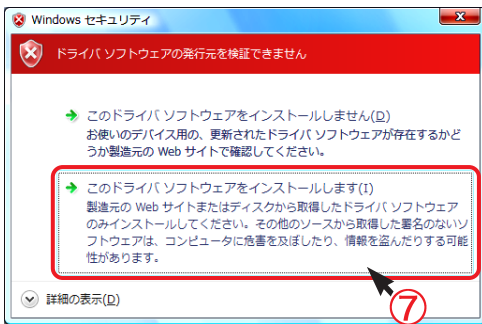 Windows セキュリティ
ドライバ ソフトウェアの発行元を検証できません
このドライバ ソフトウェアをインストールしません(D)
お使いのデバイス用の、更新されたドライバ ソフトウェアが存在するかど
うか製造元の Web サイトで確認してください。
このドライバ ソフトウェアをインストールします(I)
製造元の Web サイトまたはディスクから取得したドライバ ソフトウェア
のみインストールしてください。その他のソースから取得した署名のないソ
フトウェアは、コンピュータに危害を及ぼしたり、情報を盗んだりする可能
性があります。
詳細の表示(D)
⑦